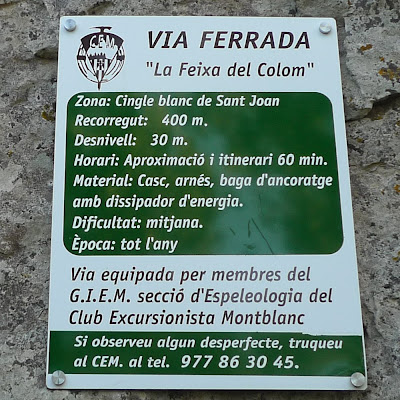 C.E.M.
VIA FERRADA
"La Feixa del Colom"
Zona: Cingle blanc de Sant Joan
Recorregut: 400 m.
Desnivell: 30 m.
Horari: Aproximació i itinerari 60 min.
Material: Casc, arnés, baga d'ancoratge
amb dissipador d'energia.
Dificultat: mitjana.
Època: tot l'any
Via equipada per membres del
G.I.E.M. secció d'Espeleologia del
Club Excursionista Montblanc
Si observeu algun desperfecte, truqueu
al CEM. al tel. 977 86 30 45.